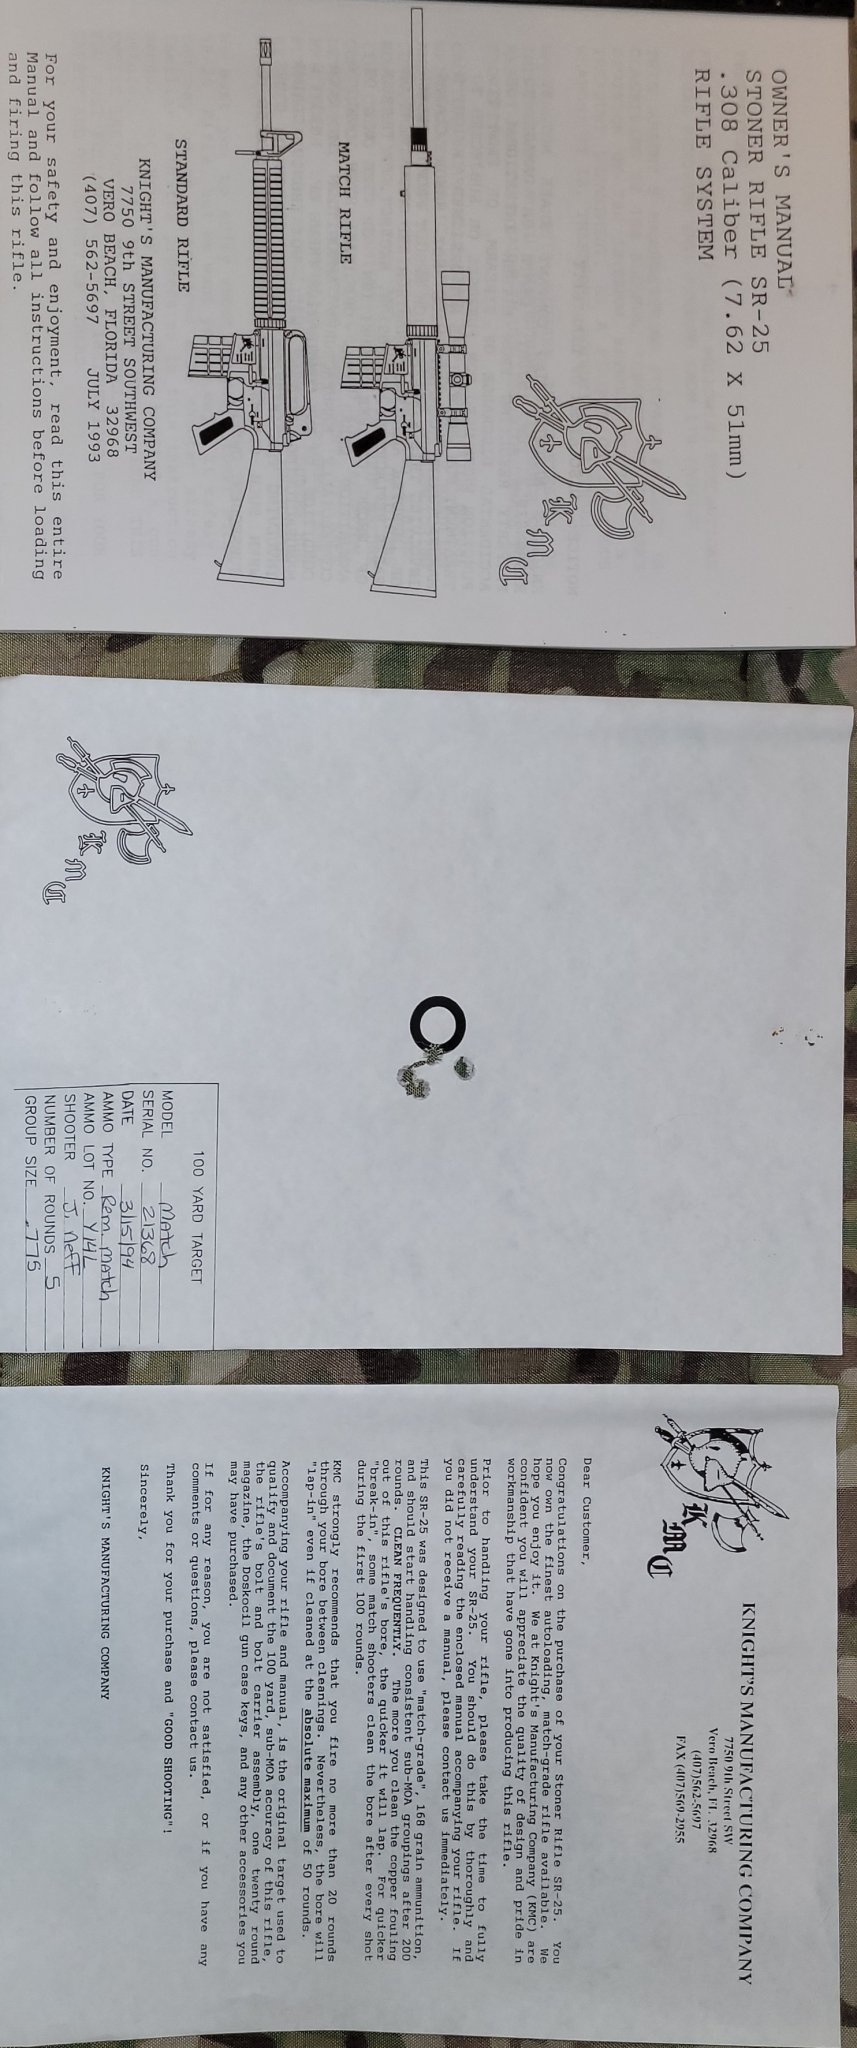 OWNER'S MANUAL
STONER RIFLE SR-25
.308 Caliber (7.62 X 51mm)
RIFLE SYSTEM
KMC
MATCH RIFLE
STANDARD RIFLE
KNIGHT'S MANUFACTURING COMPANY
7750 9th STREET SOUTHWEST
VERO BEACH, FLORIDA 32968
(407) 562-5697 JULY 1993
For your safety and enjoyment, read this entire
Manual and follow all instructions before loading
and firing this rifle.
KMC
100 YARD TARGET
MODEL Match
SERIAL NO. 21368
DATE 3/15/94
AMMO TYPE Rem. Match
AMMO LOT NO. Y14L
SHOOTER J. Neff
NUMBER OF ROUNDS 5
GROUP SIZE .775
KMC
KNIGHT'S MANUFACTURING COMPANY
7750 9th Street SW
Vero Beach, FL 32968
(407)562-5697
FAX (407)569-2955
Dear Customer,
Congratulations on the purchase of your Stoner Rifle SR-25. You
now own the finest autoloading, match-grade rifle available. We
hope you enjoy it. We at Knight's Manufacturing Company (KMC) are
confident you will appreciate the quality of design and pride in
workmanship that have gone into producing this rifle.
Prior to handling your rifle, please take the time to fully
understand your SR-25. You should do this by thoroughly and
carefully reading the enclosed manual accompanying your rifle. If
you did not receive a manual, please contact us immediately.
This SR-25 was designed to use "match-grade", 168 grain ammunition,
and should start handling consistent sub-MOA groupings after 200
rounds. CLEAN FREQUENTLY. The more you clean the copper fouling
out of this rifle's bore, the quicker it will lap. For quicker
"break-in", some match shooters clean the bore after every shot
during the first 100 rounds.
KMC strongly recommends that you fire no more than 20 rounds
through your bore between cleanings. Nevertheless, the bore will
"lap-in" even if cleaned at the absolute maximum of 50 rounds.
Accompanying your rifle and manual, is the original target used to
qualify and document the 100 yard, sub-MOA accuracy of this rifle,
the rifle's bolt and bolt carrier assembly, one twenty round
magazine, the Doskocil gun case keys, and any other accessories you
may have purchased.
If for any reason, you are not satisfied, or if you have any
comments or questions, please contact us.
Thank you for your purchase and "GOOD SHOOTING"!
Sincerely,
KNIGHT'S MANUFACTURING COMPANY